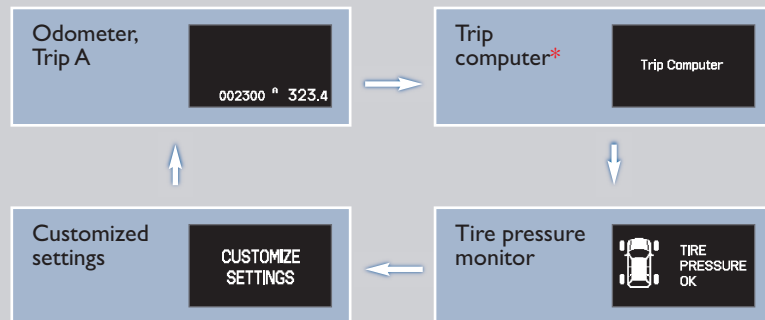 Odometer,
Trip A
002300 A 323.4
Trip
computer*
Trip Computer
Customized
settings
CUSTOMIZE
SETTINGS
Tire pressure
monitor
TIRE
PRESSURE
OK